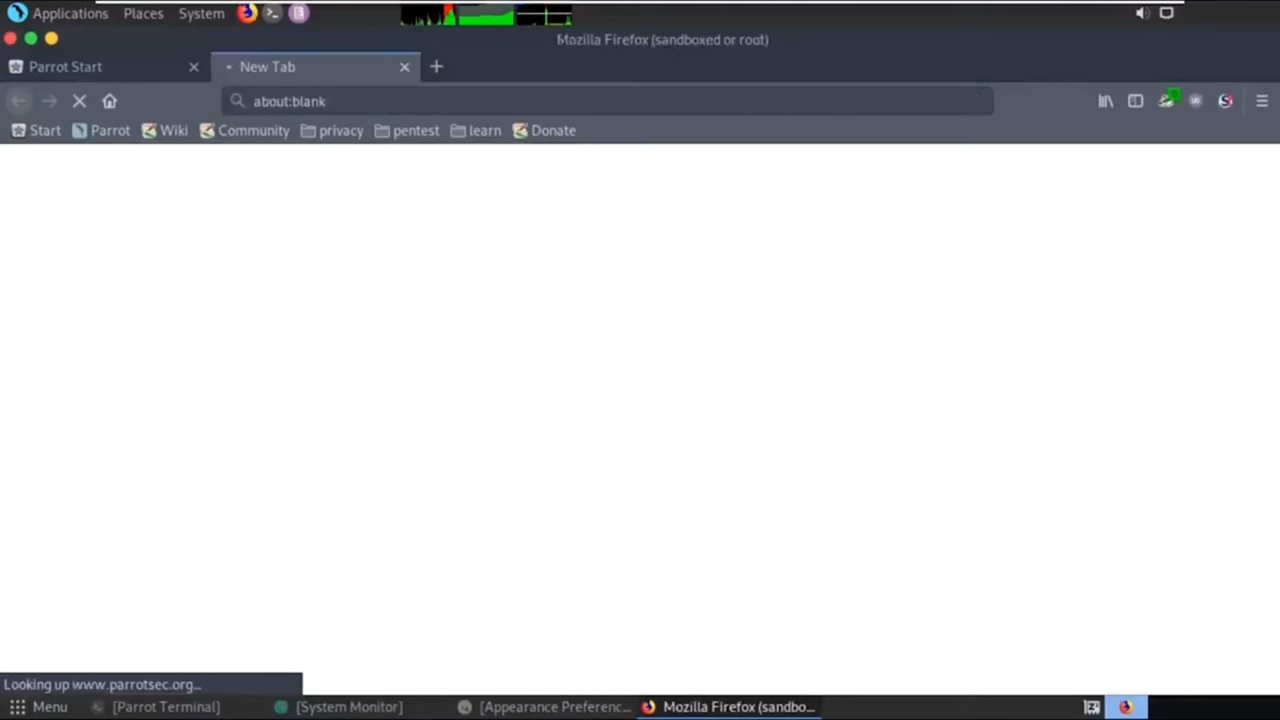 Applications Places System
Mozilla Firefox (sandboxed or root)
Parrot Start
New Tab
about:blank
Start Parrot Wiki Community privacy pentest learn Donate
Looking up www.parrotsec.org...
Menu [Parrot Terminal] [System Monitor] [Appearance Preferenc... Mozilla Firefox (sandbo...